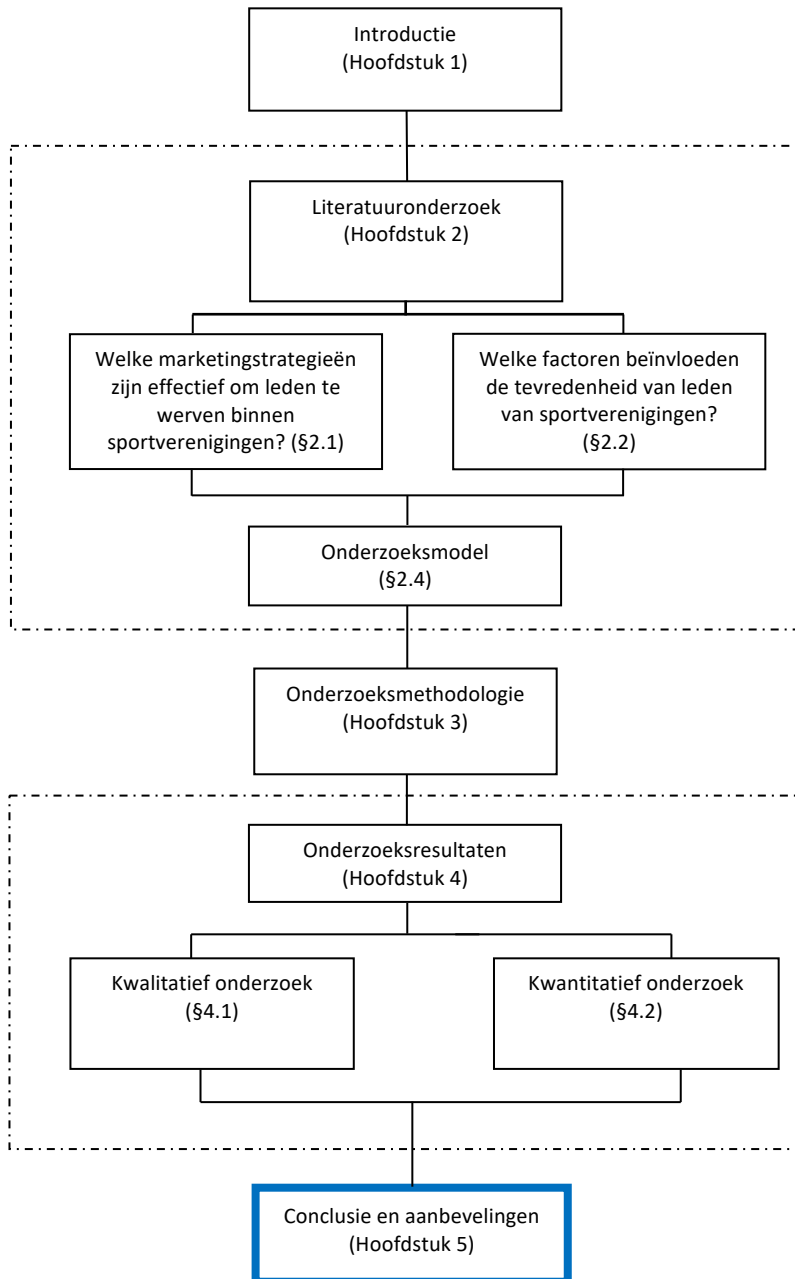 Introductie
(Hoofdstuk 1)
Literatuuronderzoek
(Hoofdstuk 2)
Welke marketingstrategieën
zijn effectief om leden te
werven binnen
sportverenigingen? (§2.1)
Welke factoren beïnvloeden
de tevredenheid van leden
van sportverenigingen?
(§2.2)
Onderzoeksmodel
(§2.4)
Onderzoeksmethodologie
(Hoofdstuk 3)
Onderzoeksresultaten
(Hoofdstuk 4)
Kwalitatief onderzoek
(§4.1)
Kwantitatief onderzoek
(§4.2)
Conclusie en aanbevelingen
(Hoofdstuk 5)